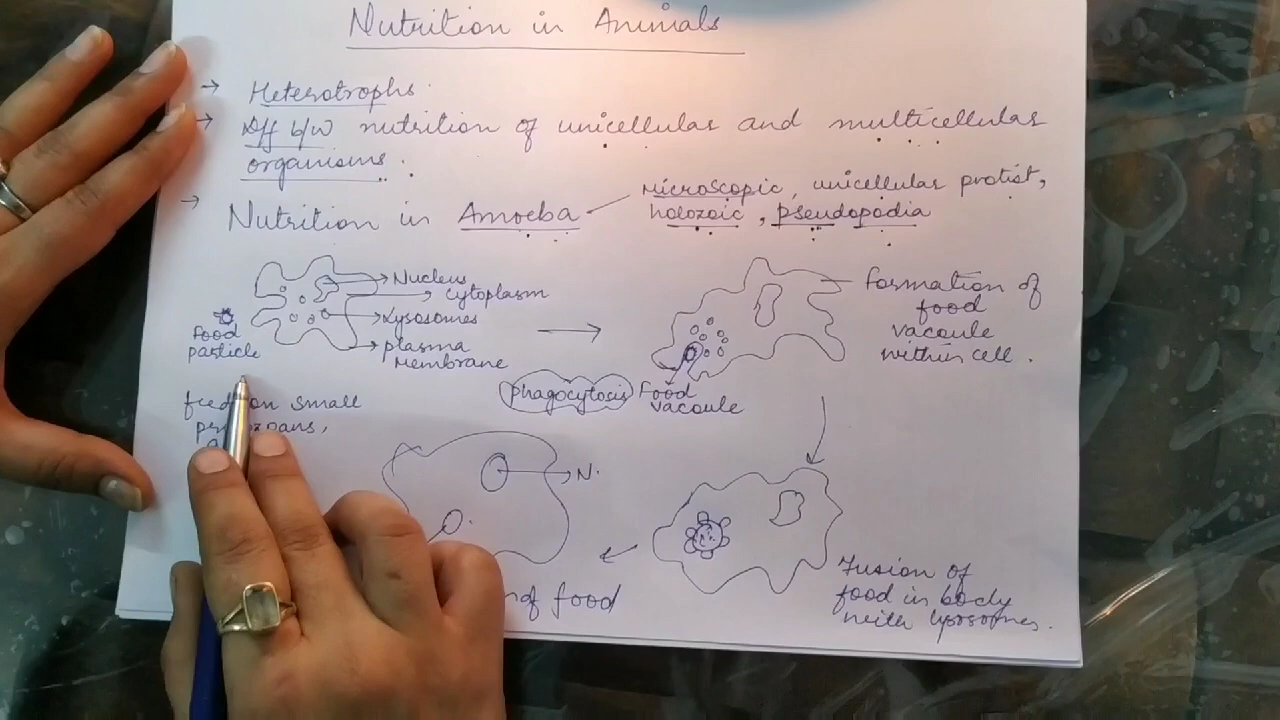 Nutrition in Animals
→ Heterotrophs.
→ Diff b/w nutrition of unicellular and multicellular
organisms.
→ Nutrition in Amoeba
microscopic, unicellular protist,
holozoic, pseudopodia
Nucleus
cytoplasm
Lysosomes
plasma
Membrane
Food
particle
Formation of
food
vacoule
within cell.
phagocytosis
Food
vacoule
feed on small
N.
Fusion of
food in body
with lysosomes.
of food